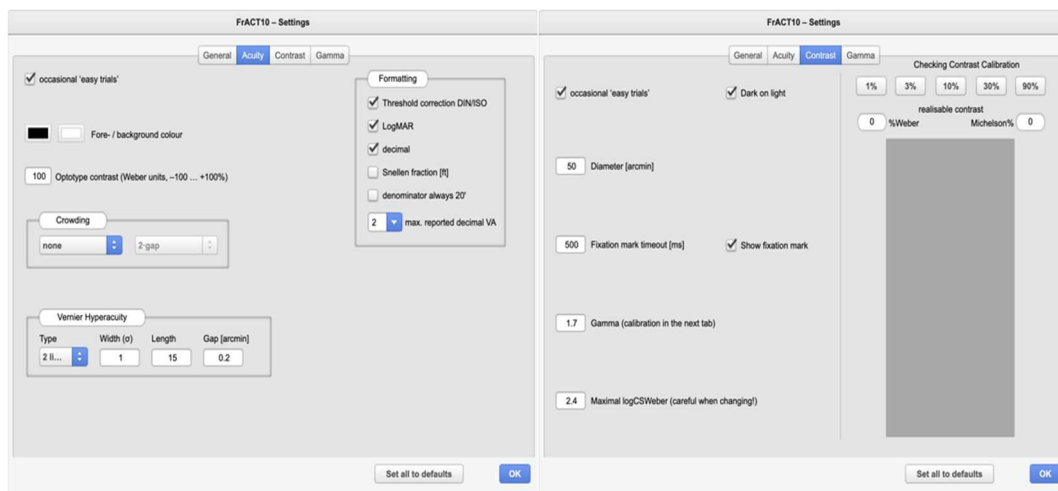 FrACT10 – Settings
General Acuity Contrast Gamma
occasional 'easy trials'
Fore- / background colour
100 Optotype contrast (Weber units, –100 ... +100%)
Crowding
none 2-gap
Vernier Hyperacuity
Type Width (σ) Length Gap [arcmin]
2 li... 1 15 0.2
Formatting
Threshold correction DIN/ISO
LogMAR
decimal
Snellen fraction [ft]
denominator always 20'
2 max. reported decimal VA
Set all to defaults OK
FrACT10 – Settings
General Acuity Contrast Gamma
occasional 'easy trials' Dark on light
50 Diameter [arcmin]
500 Fixation mark timeout [ms] Show fixation mark
1.7 Gamma (calibration in the next tab)
2.4 Maximal logCSWeber (careful when changing!)
Checking Contrast Calibration
1% 3% 10% 30% 90%
realisable contrast
0 %Weber Michelson% 0
Set all to defaults OK